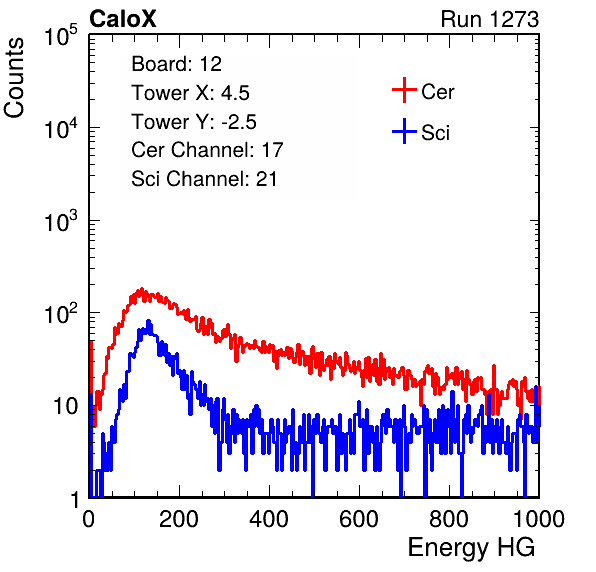 CaloX Run 1273
Counts
10^5
10^4
10^3
10^2
10
1
Board: 12
Tower X: 4.5
Tower Y: -2.5
Cer Channel: 17
Sci Channel: 21
Cer
Sci
0 200 400 600 800 1000
Energy HG